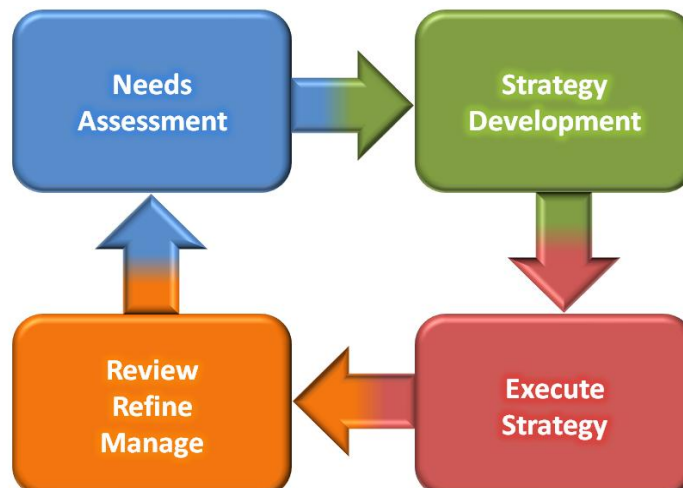 Needs
Assessment
Strategy
Development
Execute
Strategy
Review
Refine
Manage